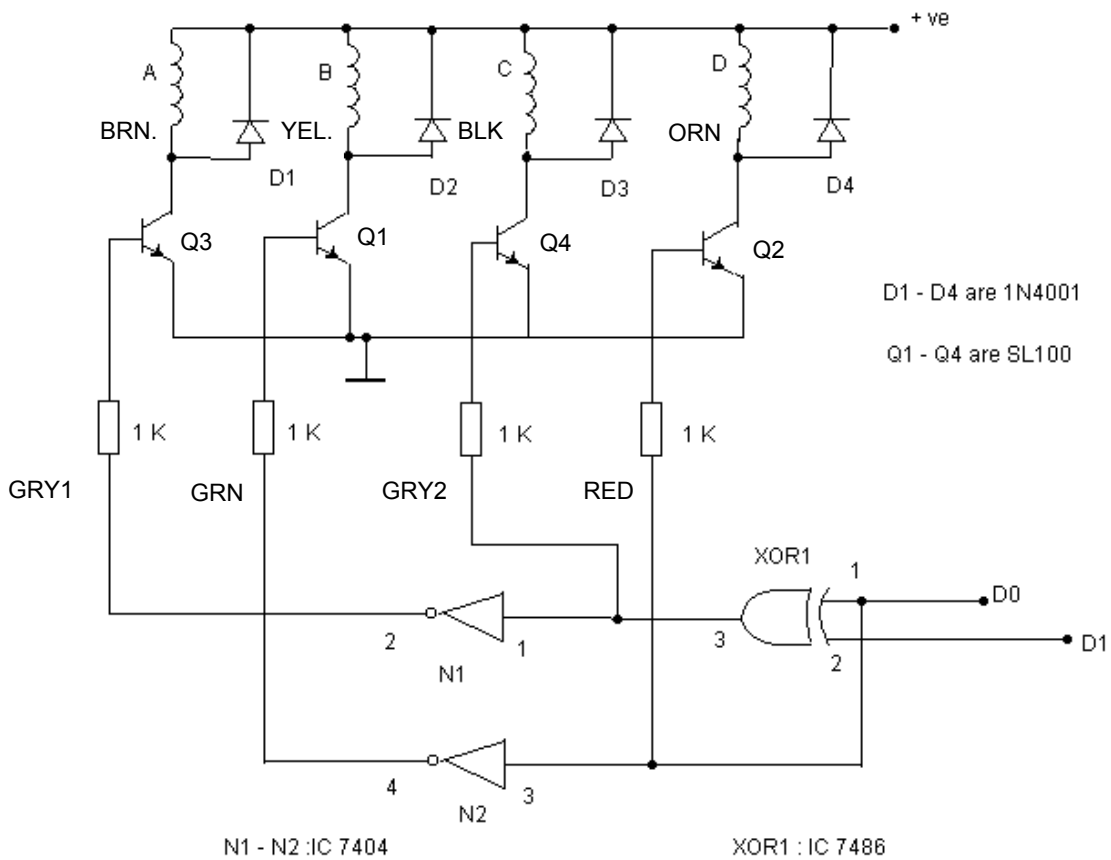 + ve
A
B
C
D
BRN.
YEL.
BLK
ORN
D1
D2
D3
D4
Q3
Q1
Q4
Q2
D1 - D4 are 1N4001
Q1 - Q4 are SL100
1 K
1 K
1 K
1 K
GRY1
GRN
GRY2
RED
XOR1
1
D0
2
1
3
2
D1
N1
4
3
N2
N1 - N2 :IC 7404
XOR1 : IC 7486